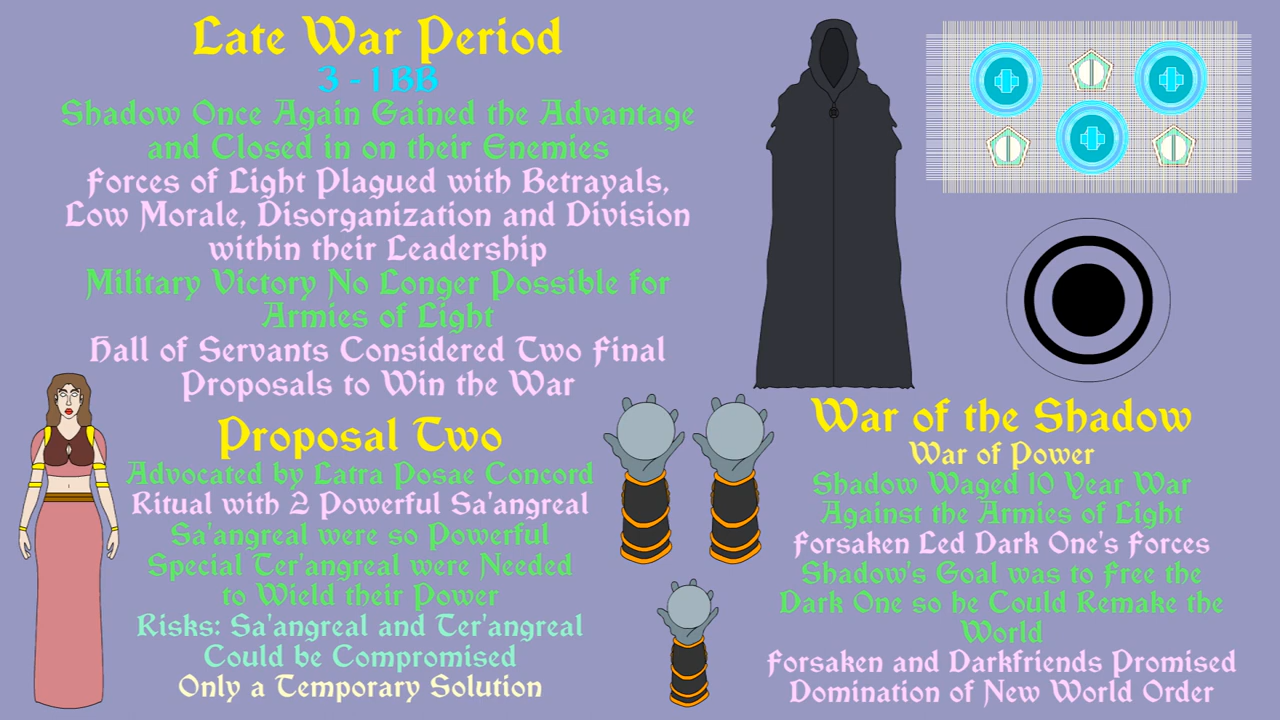 Late War Period
3 - 1 BB
Shadow Once Again Gained the Advantage
and Closed in on their Enemies
Forces of Light Plagued with Betrayals,
Low Morale, Disorganization and Division
within their Leadership
Military Victory No Longer Possible for
Armies of Light
Hall of Servants Considered Two Final
Proposals to Win the War
Proposal Two
Advocated by Latra Posae Concord
Ritual with 2 Powerful Sa'angreal
Sa'angreal were so Powerful
Special Ter'angreal were Needed
to Wield their Power
Risks: Sa'angreal and Ter'angreal
Could be Compromised
Only a Temporary Solution
War of the Shadow
War of Power
Shadow Waged 10 Year War
Against the Armies of Light
Forsaken Led Dark One's Forces
Shadow's Goal was to Free the
Dark One so he Could Remake the
World
Forsaken and Darkfriends Promised
Domination of New World Order